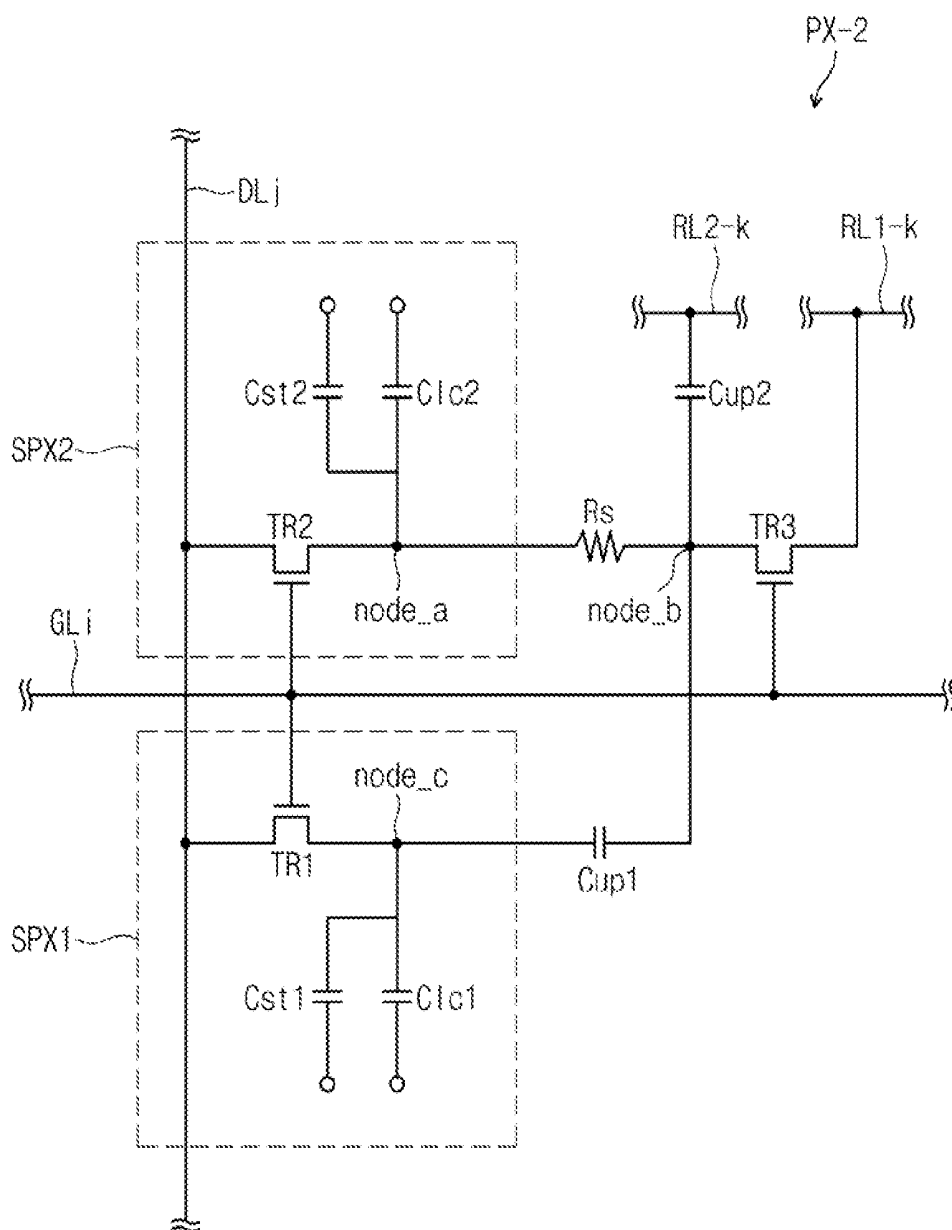 PX-2
DLj
RL2-k
RL1-k
Cst2
Clc2
Cup2
SPX2
TR2
Rs
TR3
node_a
node_b
GLi
node_c
TR1
Cup1
SPX1
Cst1
Clc1